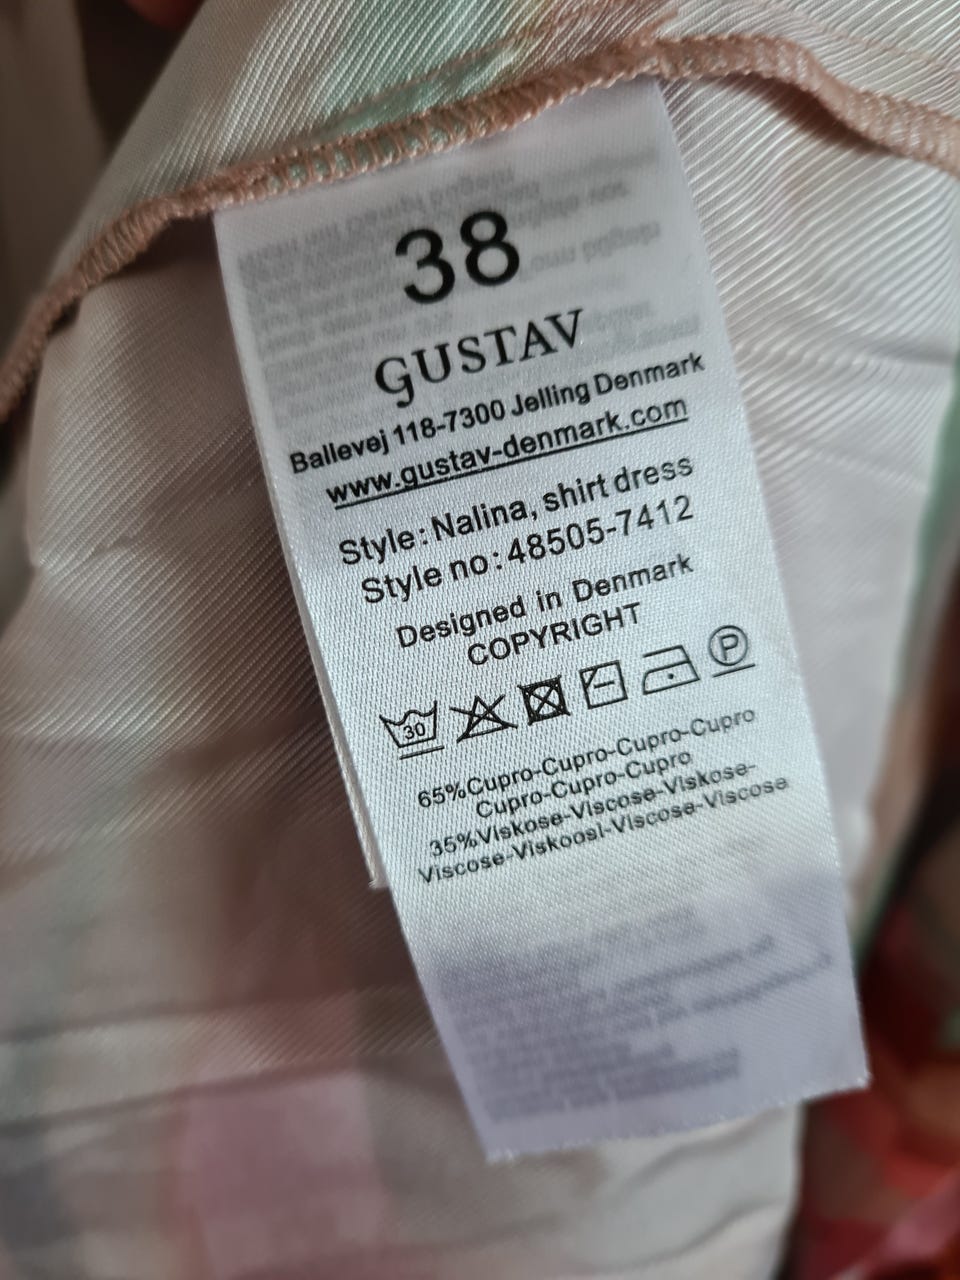 38
GUSTAV
Ballevej 118-7300 Jelling Denmark
www.gustav-denmark.com
Style: Nalina, shirt dress
Style no: 48505-7412
Designed in Denmark
COPYRIGHT
30
P
65%Cupro-Cupro-Cupro-Cupro
Cupro-Cupro-Cupro
35%Viskose-Viscose-Viskose-
Viscose-Viskoosl-Viscose-Viscose